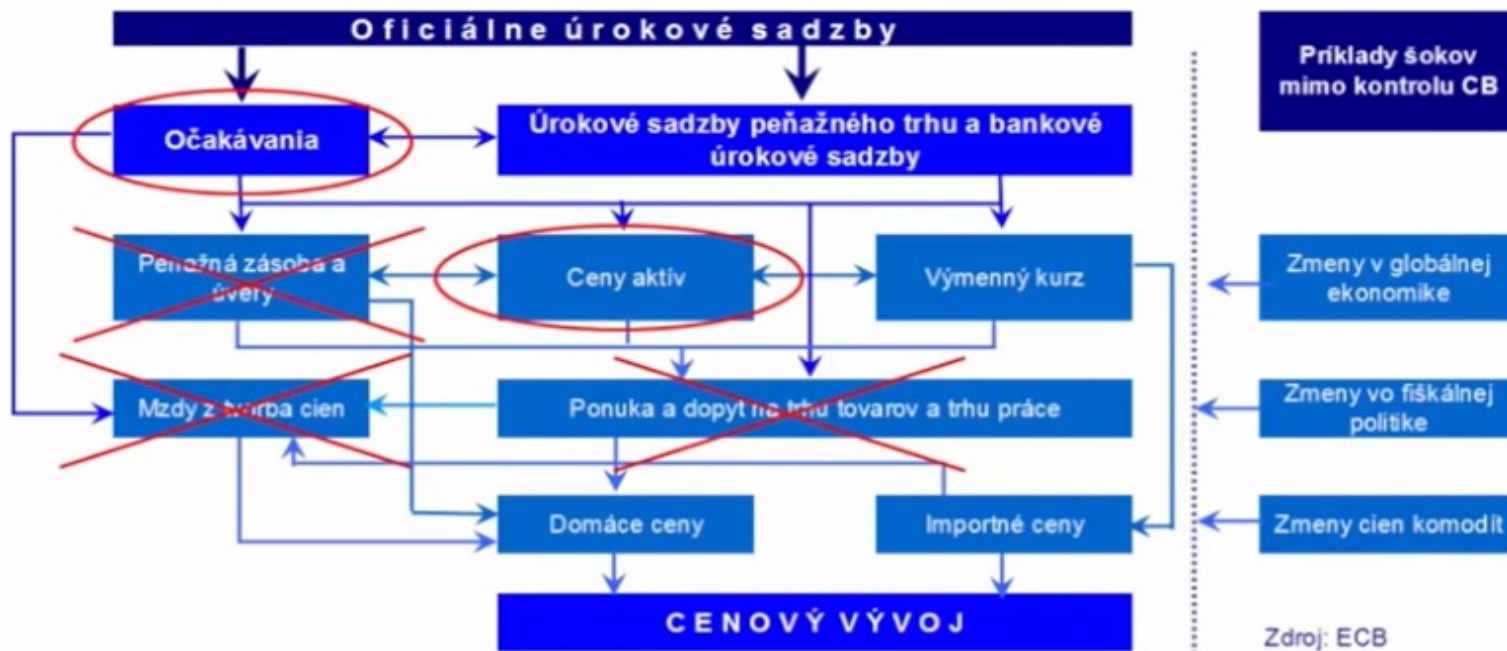 Oficiálne úrokové sadzby
Príklady šokov
mimo kontrolu CB
Očakávania
Úrokové sadzby peňažného trhu a bankové
úrokové sadzby
Peňažná zásoba a
úvery
Ceny aktív
Výmenný kurz
Zmeny v globálnej
ekonomike
Mzdy a tvorba cien
Ponuka a dopyt na trhu tovarov a trhu práce
Zmeny vo fiškálnej
politike
Domáce ceny
Importné ceny
Zmeny cien komodít
CENOVÝ VÝVOJ
Zdroj: ECB